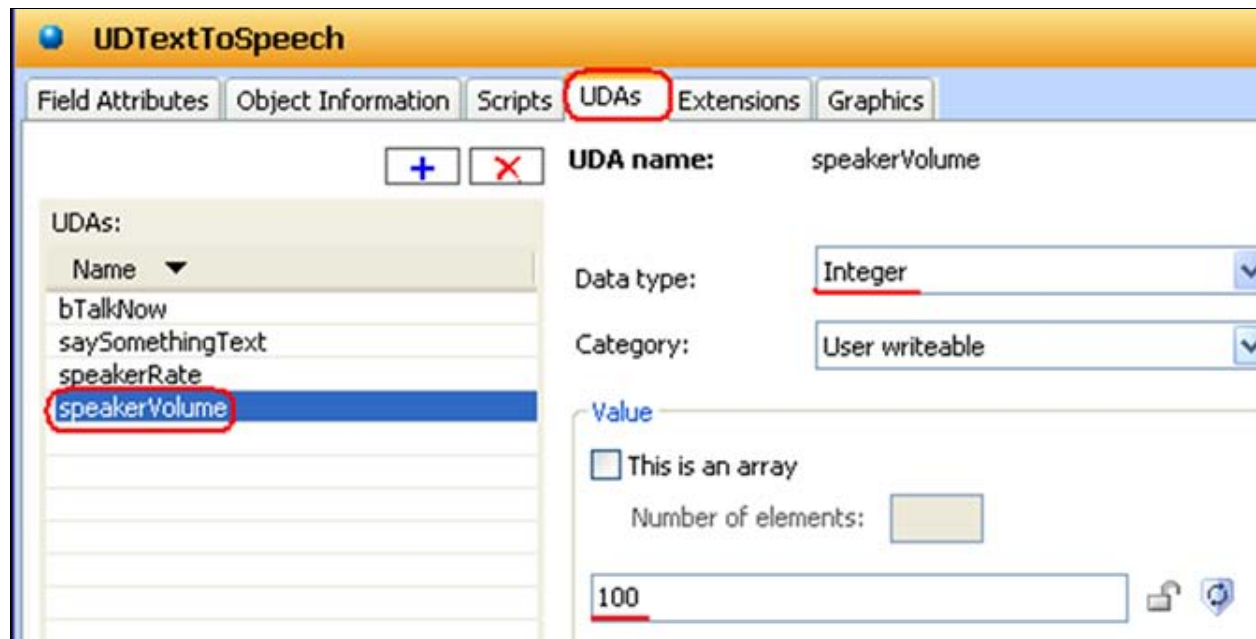 UDTextToSpeech
Field Attributes Object Information Scripts UDAs Extensions Graphics
UDA name: speakerVolume
UDAs:
Name
bTalkNow
saySomethingText
speakerRate
speakerVolume
Data type: Integer
Category: User writeable
Value
This is an array
Number of elements:
100